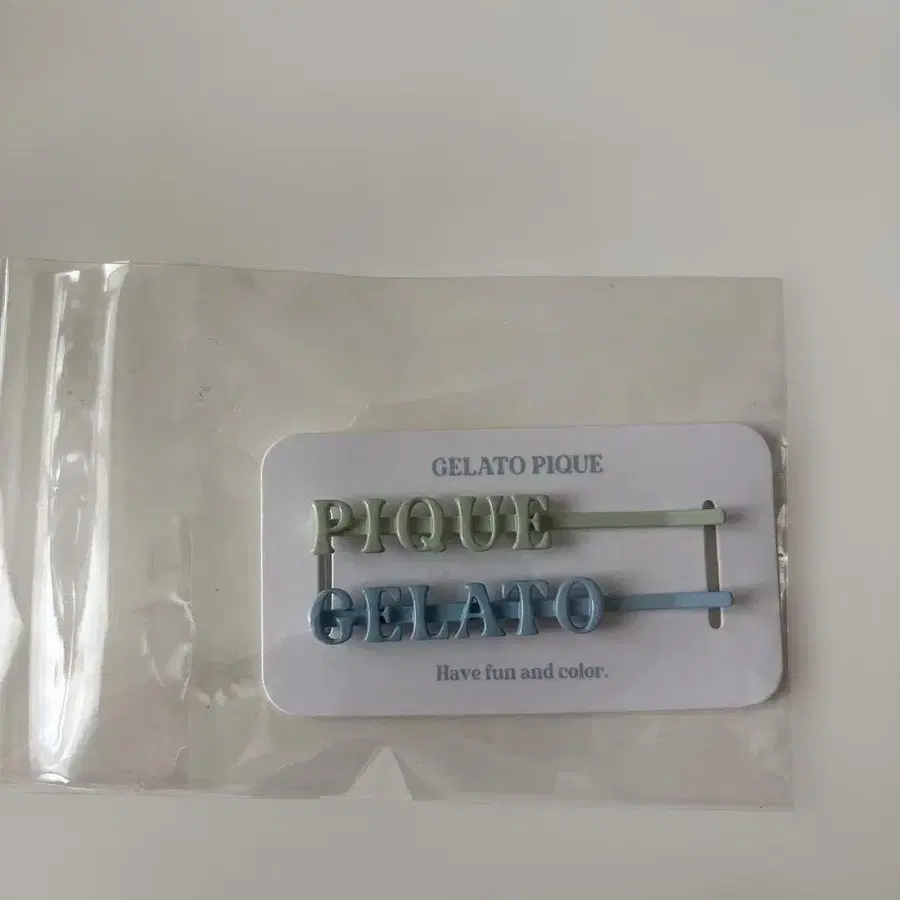 GELATO PIQUE
PIQUE
GELATO
Have fun and color.